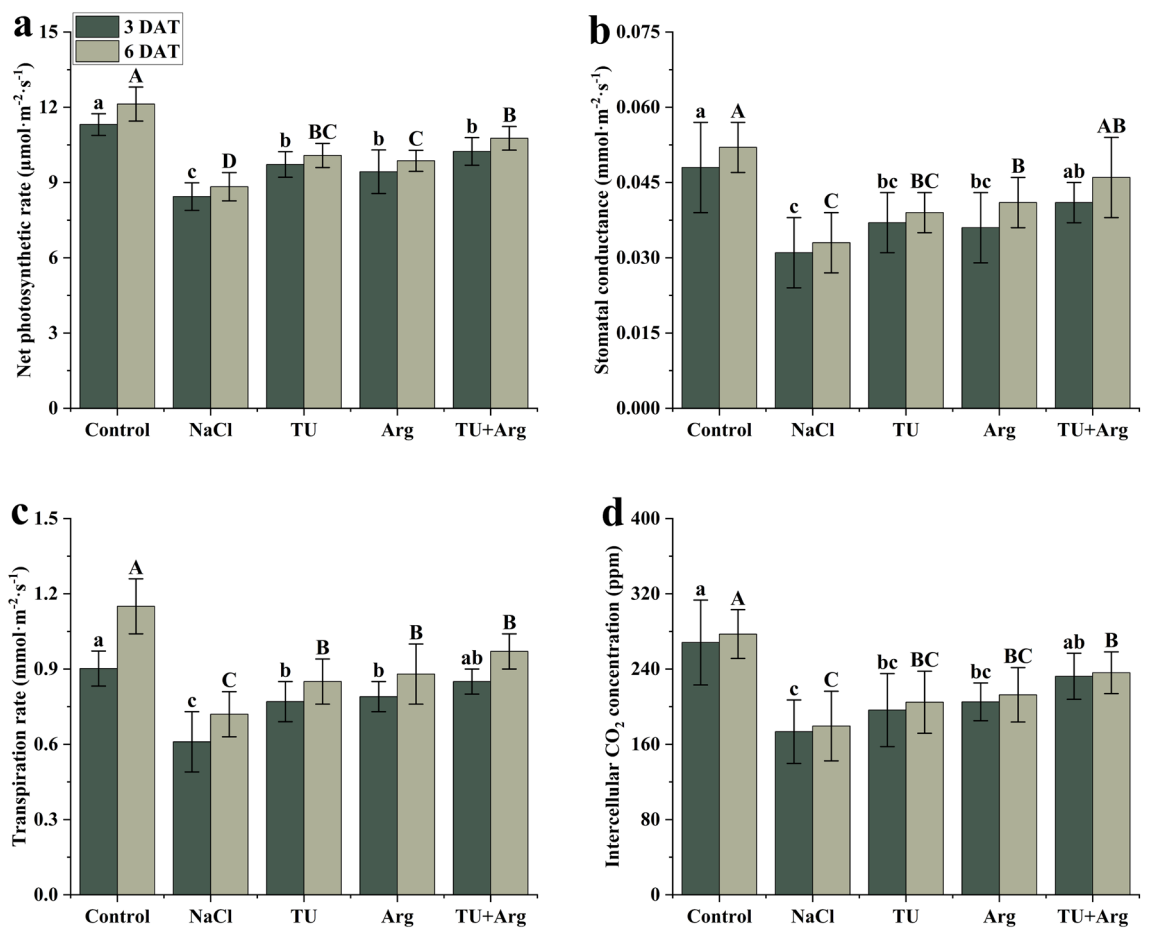 a
3 DAT
6 DAT
Net photosynthetic rate (μmol·m⁻²·s⁻¹)
15
12
9
6
3
0
a A
c D
b BC
b C
b B
Control NaCl TU Arg TU+Arg
b
Stomatal conductance (mmol·m⁻²·s⁻¹)
0.075
0.060
0.045
0.030
0.015
0.000
a A
c C
bc BC
bc B
ab AB
Control NaCl TU Arg TU+Arg
c
Transpiration rate (mmol·m⁻²·s⁻¹)
1.5
1.2
0.9
0.6
0.3
0.0
a A
c C
b B
b B
ab B
Control NaCl TU Arg TU+Arg
d
Intercellular CO₂ concentration (ppm)
400
320
240
160
80
0
a A
c C
bc BC
bc BC
ab B
Control NaCl TU Arg TU+Arg